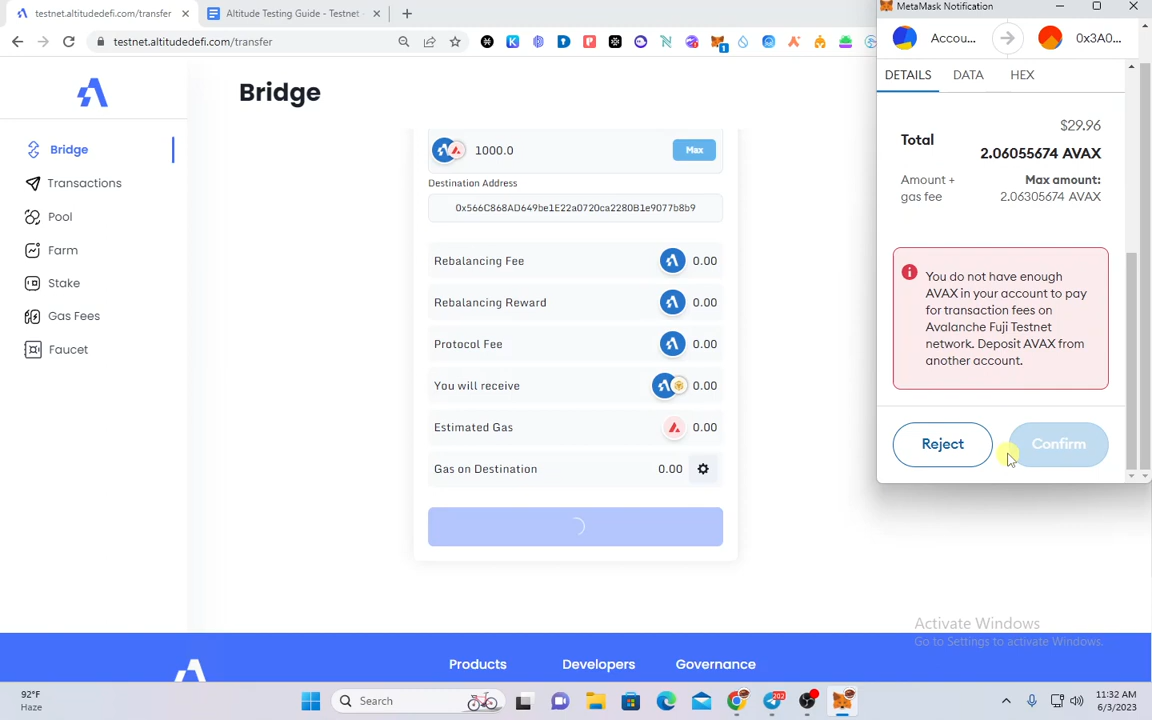 testnet.altitudedefi.com/transfer
Altitude Testing Guide - Testnet
testnet.altitudedefi.com/transfer
Bridge
Bridge
Transactions
Pool
Farm
Stake
Gas Fees
Faucet
1000.0
Max
Destination Address
0x566C868AD649be1E22a0720ca2280B1e9077b8b9
Rebalancing Fee 0.00
Rebalancing Reward 0.00
Protocol Fee 0.00
You will receive 0.00
Estimated Gas 0.00
Gas on Destination 0.00
MetaMask Notification
Accou... 0x3A0...
DETAILS DATA HEX
$29.96
Total
2.06055674 AVAX
Amount + Max amount:
gas fee 2.06305674 AVAX
You do not have enough
AVAX in your account to pay
for transaction fees on
Avalanche Fuji Testnet
network. Deposit AVAX from
another account.
Reject Confirm
Activate Windows
Go to Settings to activate Windows.
Products Developers Governance
92°F
Haze
Search
202
11:32 AM
6/3/2023